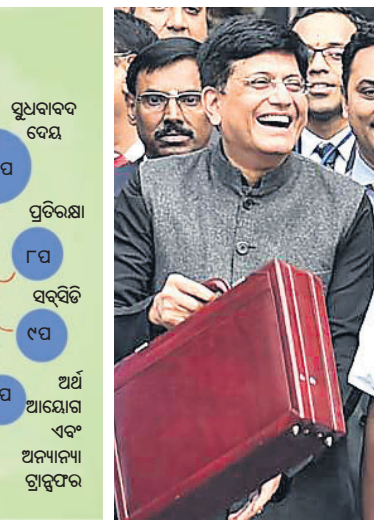 ସୁଧବାବଦ
ଦେୟ
ପ
ପ୍ରତିରକ୍ଷା
୮ପ
ସବ୍‌ସିଡି
୯ପ
ପ
ଅର୍ଥ
ଆୟୋଗ
ଏବଂ
ଅନ୍ୟାନ୍ୟା
ଟ୍ରାନ୍ସଫର